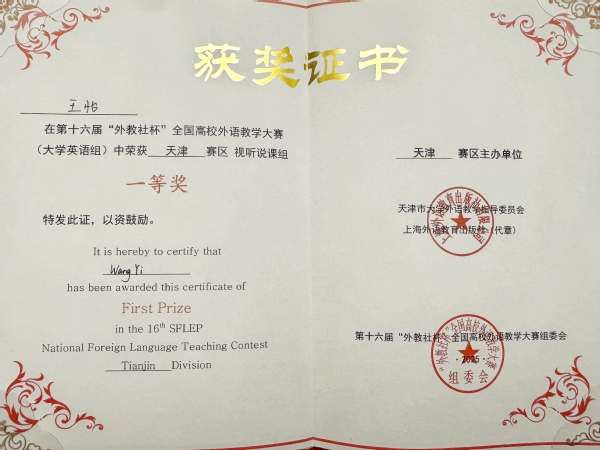 获奖证书
王怡
在第十六届“外教社杯”全国高校外语教学大赛
（大学英语组）中荣获 天津 赛区 视听说课组
一等奖
特发此证，以资鼓励。
It is hereby to certify that
Wang Yi
has been awarded this certificate of
First Prize
in the 16th SFLEP
National Foreign Language Teaching Contest
Tianjin Division
天津 赛区主办单位
天津市大学外语教学指导委员会
上海外语教育出版社（代章）
第十六届“外教社杯”全国高校外语教学大赛组委会
·2025·
组委会